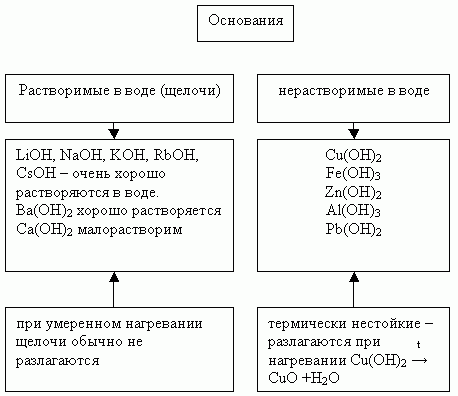 Основания
Растворимые в воде (щелочи)
нерастворимые в воде
LiOH, NaOH, KOH, RbOH,
CsOH – очень хорошо
растворяются в воде.
Ba(OH)₂ хорошо растворяется
Ca(OH)₂ малорастворим
Cu(OH)₂
Fe(OH)₃
Zn(OH)₂
Al(OH)₃
Pb(OH)₂
при умеренном нагревании
щелочи обычно не
разлагаются
термически нестойкие –
разлагаются при t
нагревании Cu(OH)₂ →
CuO +H₂O